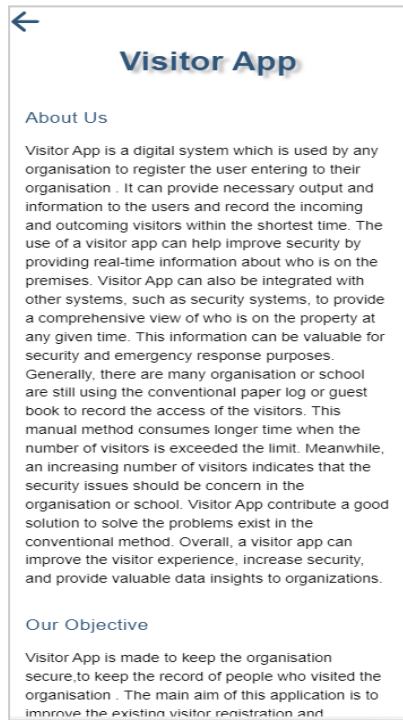 Visitor App
About Us
Visitor App is a digital system which is used by any
organisation to register the user entering to their
organisation . It can provide necessary output and
information to the users and record the incoming
and outcoming visitors within the shortest time. The
use of a visitor app can help improve security by
providing real-time information about who is on the
premises. Visitor App can also be integrated with
other systems, such as security systems, to provide
a comprehensive view of who is on the property at
any given time. This information can be valuable for
security and emergency response purposes.
Generally, there are many organisation or school
are still using the conventional paper log or guest
book to record the access of the visitors. This
manual method consumes longer time when the
number of visitors is exceeded the limit. Meanwhile,
an increasing number of visitors indicates that the
security issues should be concern in the
organisation or school. Visitor App contribute a good
solution to solve the problems exist in the
conventional method. Overall, a visitor app can
improve the visitor experience, increase security,
and provide valuable data insights to organizations.
Our Objective
Visitor App is made to keep the organisation
secure,to keep the record of people who visited the
organisation . The main aim of this application is to
improve the existing visitor registration and